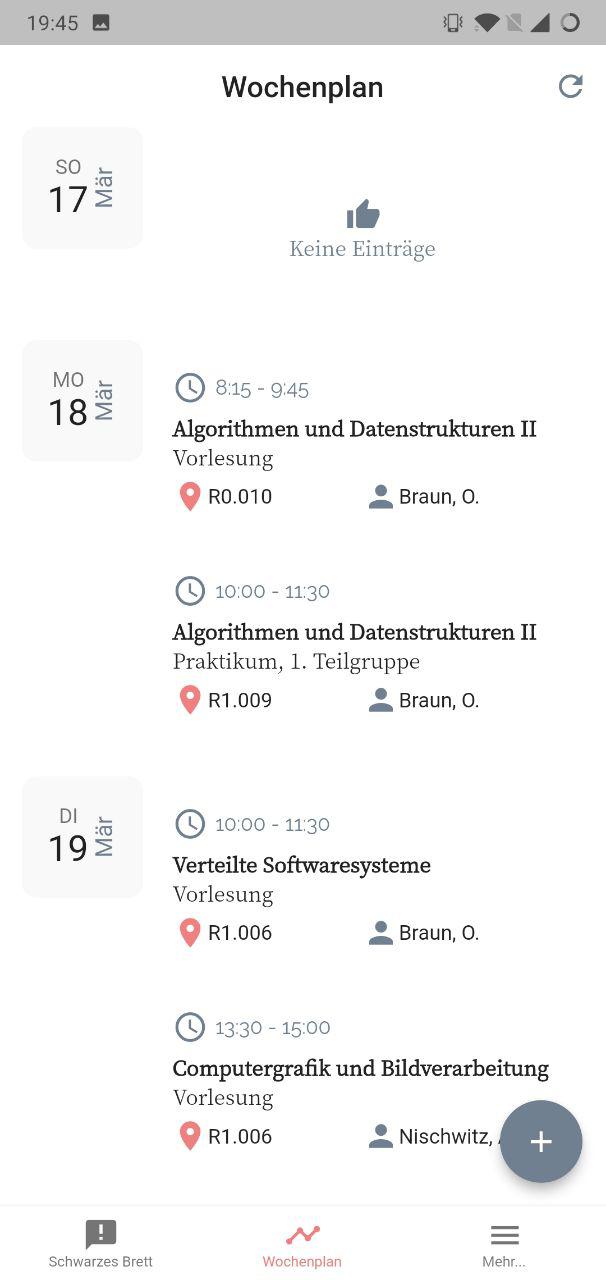 19:45
Wochenplan
SO
17
Mär
Keine Einträge
MO
18
Mär
8:15 - 9:45
Algorithmen und Datenstrukturen II
Vorlesung
R0.010 Braun, O.
10:00 - 11:30
Algorithmen und Datenstrukturen II
Praktikum, 1. Teilgruppe
R1.009 Braun, O.
DI
19
Mär
10:00 - 11:30
Verteilte Softwaresysteme
Vorlesung
R1.006 Braun, O.
13:30 - 15:00
Computergrafik und Bildverarbeitung
Vorlesung
R1.006 Nischwitz,
+
Schwarzes Brett Wochenplan Mehr...